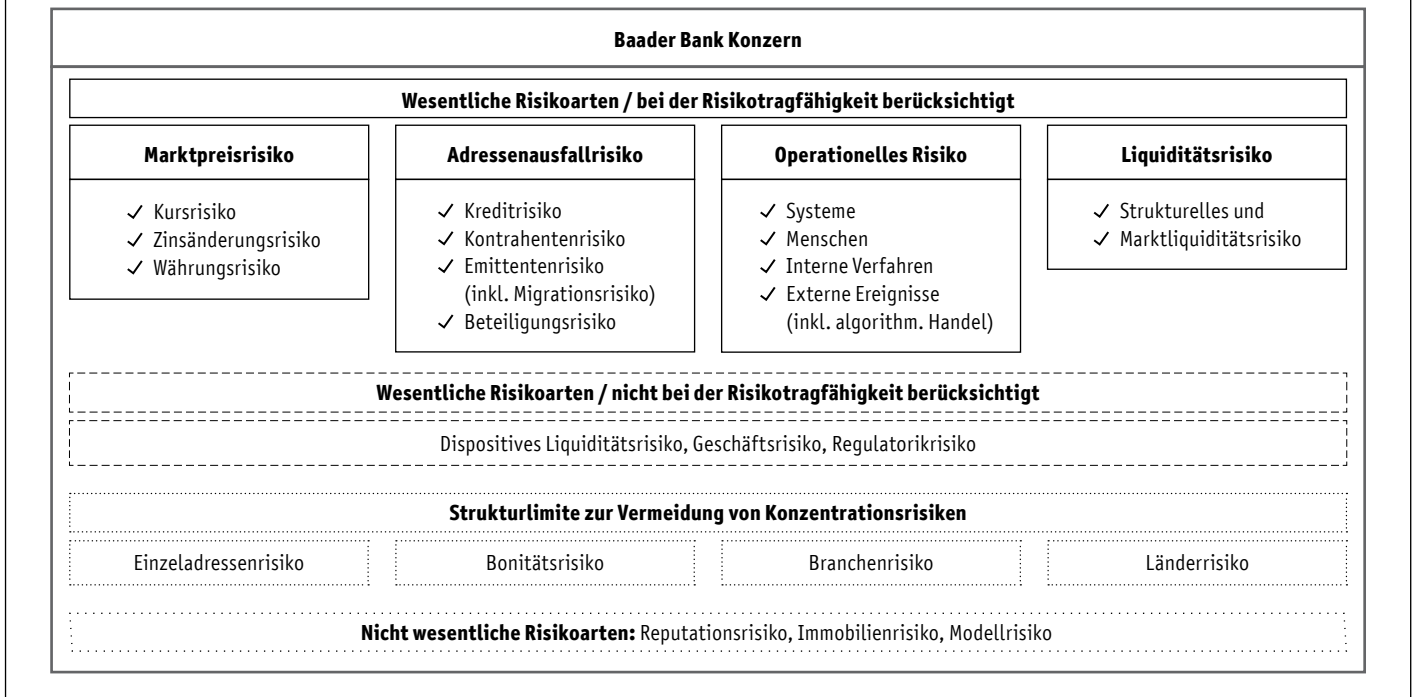 Baader Bank Konzern
Wesentliche Risikoarten / bei der Risikotragfähigkeit berücksichtigt
Marktpreisrisiko
✓ Kursrisiko
✓ Zinsänderungsrisiko
✓ Währungsrisiko
Adressenausfallrisiko
✓ Kreditrisiko
✓ Kontrahentenrisiko
✓ Emittentenrisiko
(inkl. Migrationsrisiko)
✓ Beteiligungsrisiko
Operationelles Risiko
✓ Systeme
✓ Menschen
✓ Interne Verfahren
✓ Externe Ereignisse
(inkl. algorithm. Handel)
Liquiditätsrisiko
✓ Strukturelles und
✓ Marktliquiditätsrisiko
Wesentliche Risikoarten / nicht bei der Risikotragfähigkeit berücksichtigt
Dispositives Liquiditätsrisiko, Geschäftsrisiko, Regulatorikrisiko
Strukturlimite zur Vermeidung von Konzentrationsrisiken
Einzeladressenrisiko
Bonitätsrisiko
Branchenrisiko
Länderrisiko
Nicht wesentliche Risikoarten: Reputationsrisiko, Immobilienrisiko, Modellrisiko